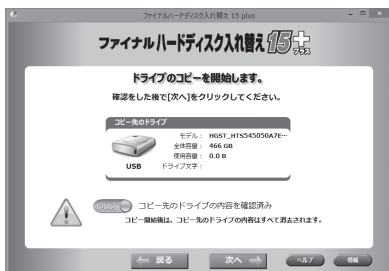 ファイナルハードディスク入れ替え 15 plus
ファイナルハードディスク入れ替え15+
プラス
ドライブのコピーを開始します。
確認をした後で[次へ]をクリックしてください。
コピー先のドライブ
モデル： HGST_HTS545050A7E…
全体容量： 466 GB
使用容量： 0.0 B
USB ドライブ文字：
コピー先のドライブの内容を確認済み
コピー開始後は、コピー先のドライブの内容はすべて消去されます。
戻る 次へ ヘルプ 情報